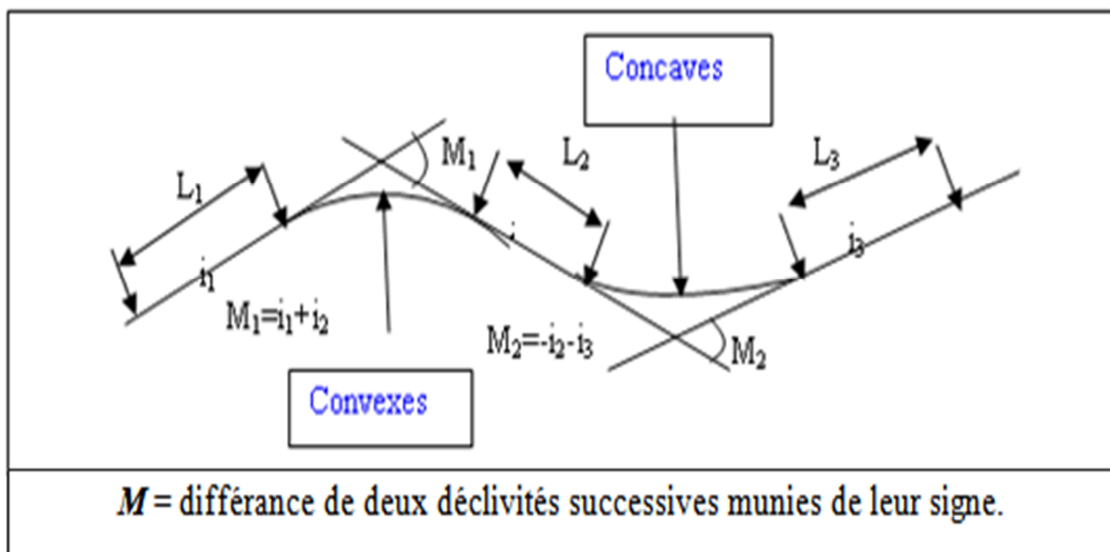 Concaves
M₁
L₂
L₃
L₁
i
i₃
i₁
M₁=i₁+i₂
M₂=-i₂-i₃
M₂
Convexes
M = différance de deux déclivités successives munies de leur signe.